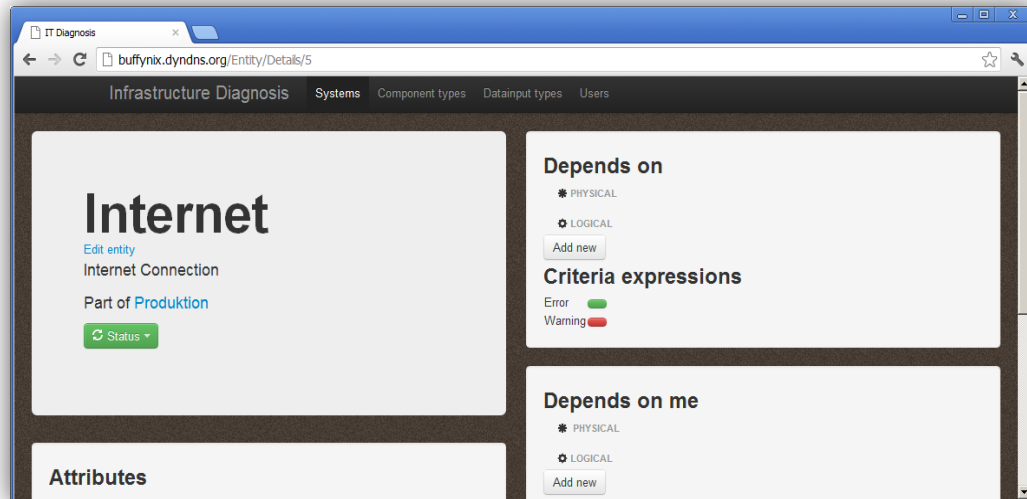 IT Diagnosis
buffynix.dyndns.org/Entity/Details/5
Infrastructure Diagnosis Systems Component types Datainput types Users
Internet
Edit entity
Internet Connection
Part of Produktion
Status
Attributes
Depends on
PHYSICAL
LOGICAL
Add new
Criteria expressions
Error
Warning
Depends on me
PHYSICAL
LOGICAL
Add new